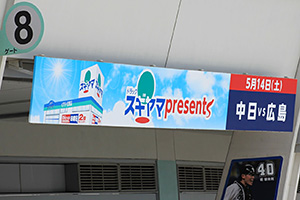 8
ゲート
ドラッグ
スギヤマpresents
5月14日(土)
中日vs広島
40